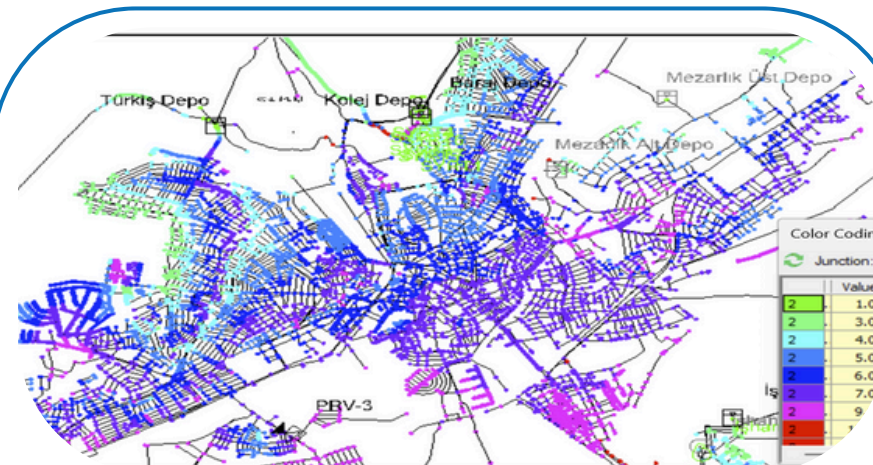 Türkiş Depo
Kolej Depo
Baraj Depo
Mezarlık Üst Depo
Mezarlık Alt Depo
PRV-3
Color Codin
Junction:
Value
2 1.0
2 3.0
2 4.0
2 5.0
2 6.0
2 7.0
2 9
2 1
2
İş